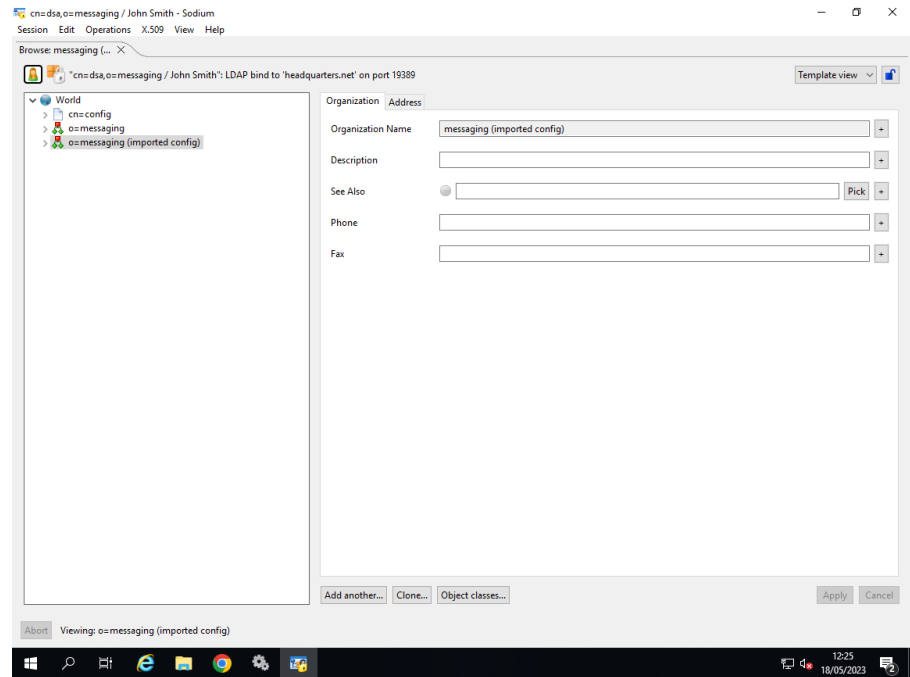 cn=dsa,o=messaging / John Smith - Sodium
Session Edit Operations X.509 View Help
Browse: messaging (...
"cn=dsa,o=messaging / John Smith": LDAP bind to 'headquarters.net' on port 19389
Template view
World
cn=config
o=messaging
o=messaging (imported config)
Organization Address
Organization Name messaging (imported config) +
Description +
See Also Pick +
Phone +
Fax +
Add another... Clone... Object classes... Apply Cancel
Abort Viewing: o=messaging (imported config)
12:25
18/05/2023
2